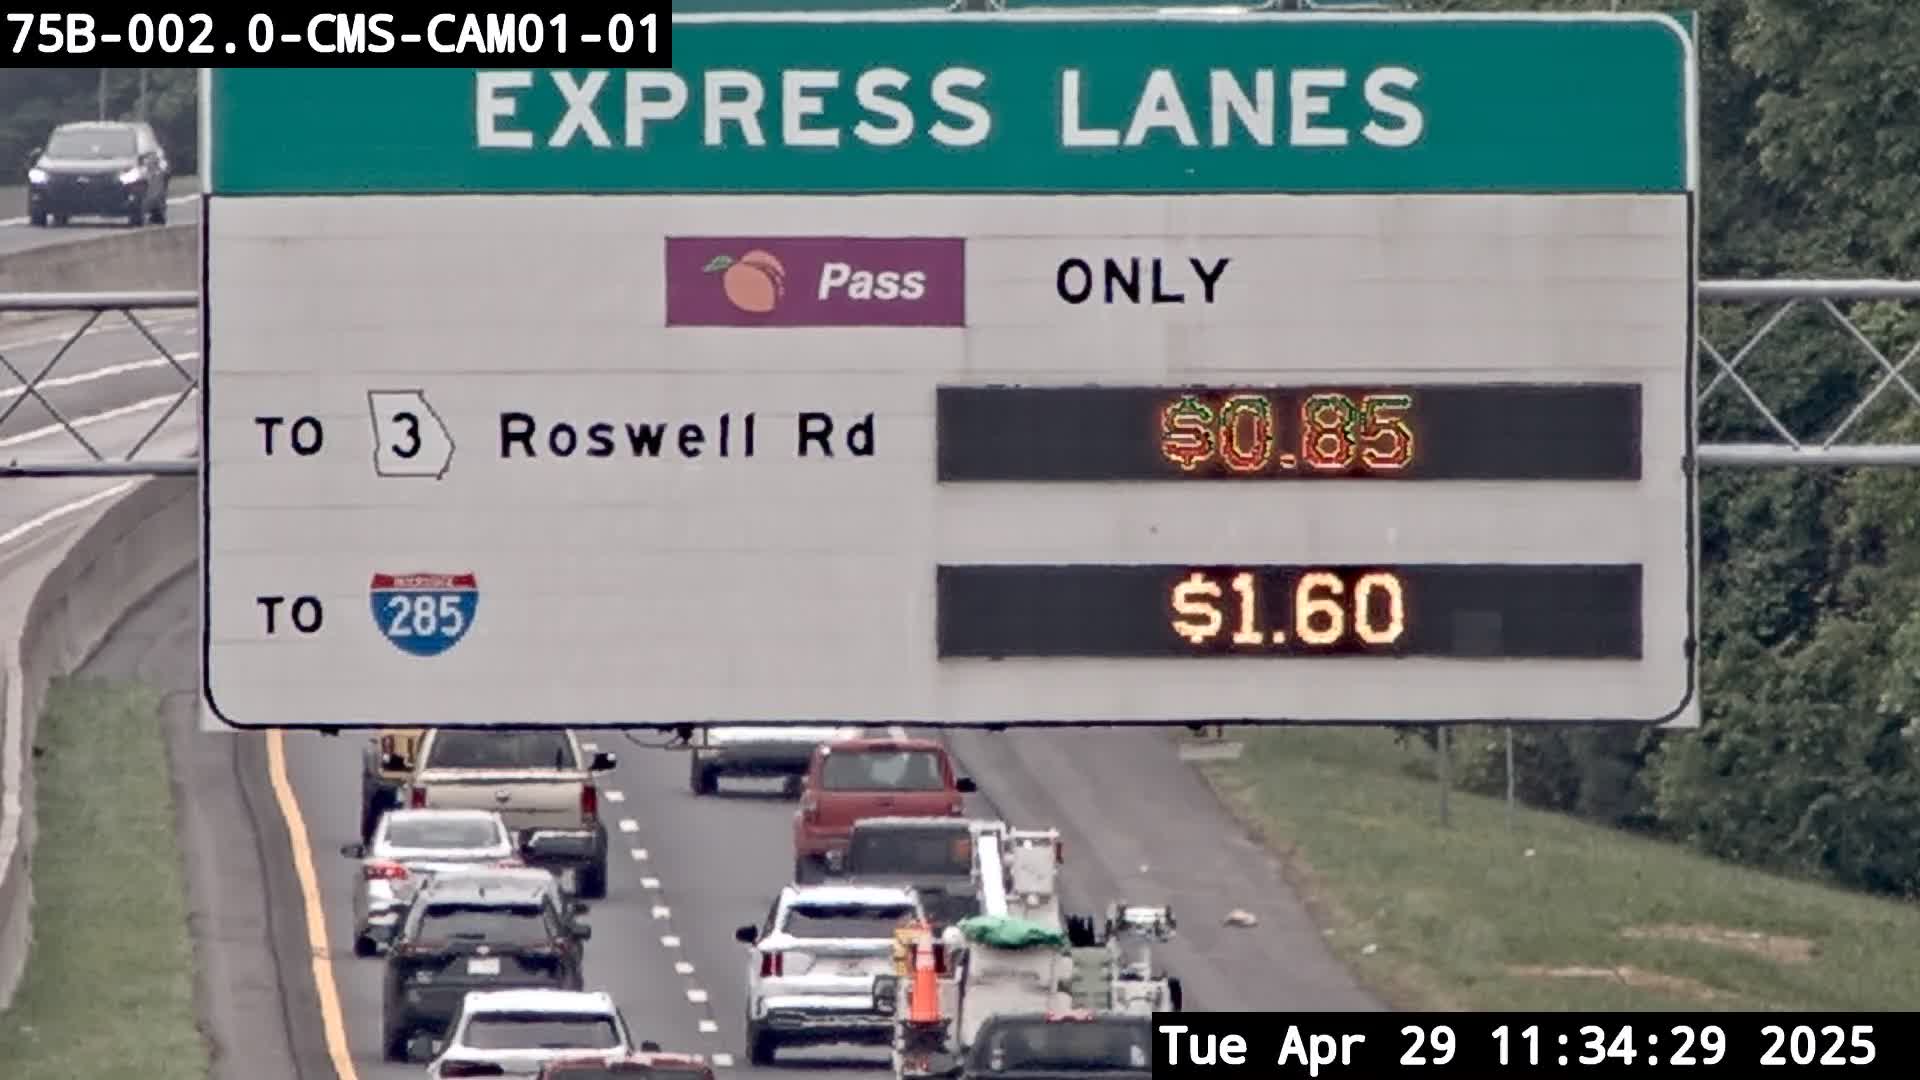 75B-002.0-CMS-CAM01-01
EXPRESS LANES
Pass ONLY
TO 3 Roswell Rd $0.85
TO INTERSTATE 285 $1.60
Tue Apr 29 11:34:29 2025